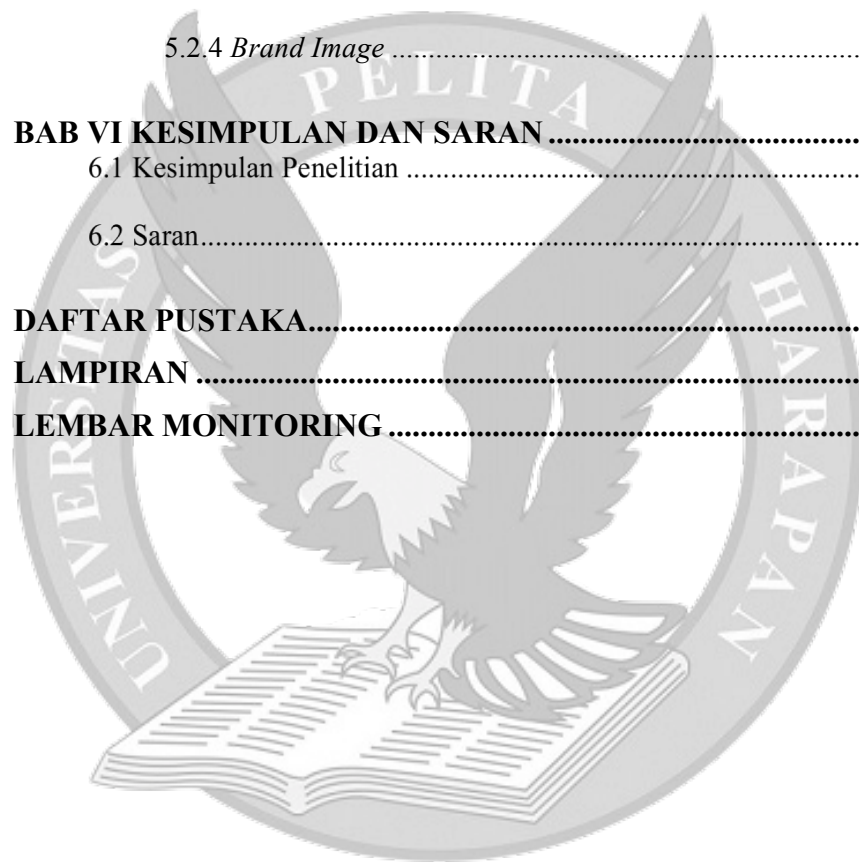 5.2.4 Brand Image ..........................................................
BAB VI KESIMPULAN DAN SARAN .....................................
6.1 Kesimpulan Penelitian ........................................................
6.2 Saran.....................................................................................
DAFTAR PUSTAKA................................................................
LAMPIRAN ..............................................................................
LEMBAR MONITORING ........................................................
UNIVERSITAS PELITA HARAPAN